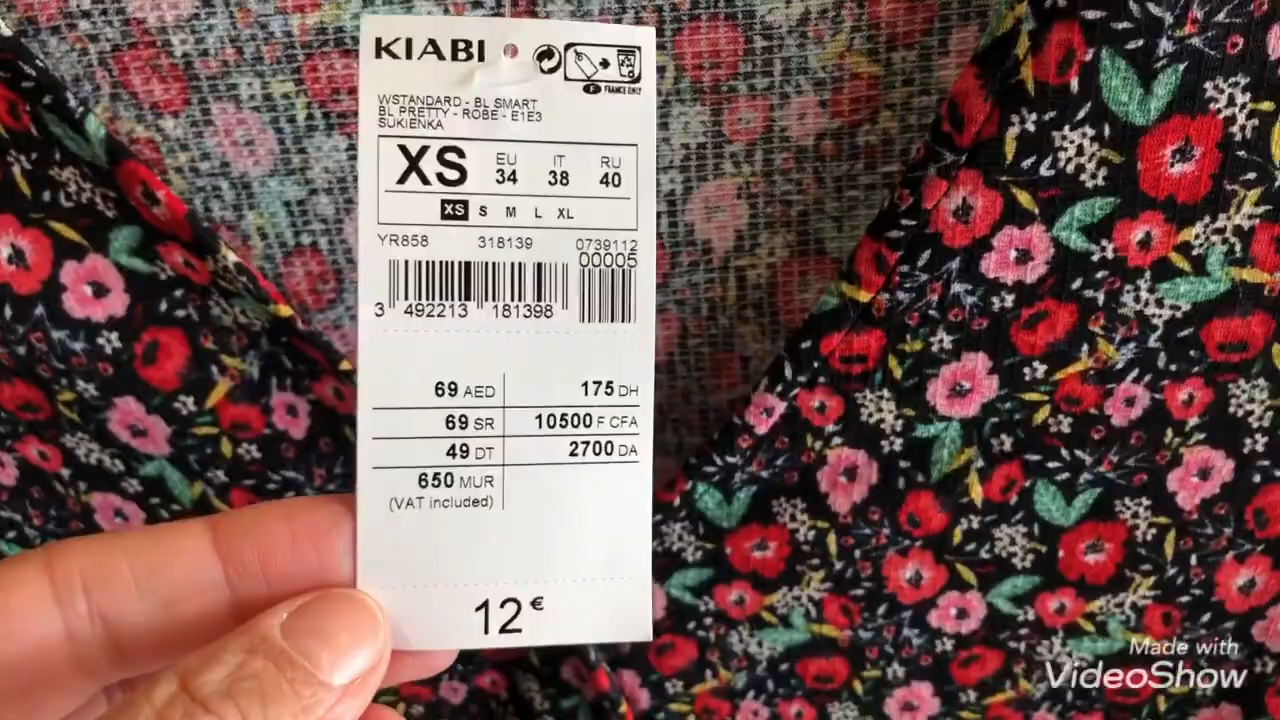 KIABI
F FRANCE ONLY
WSTANDARD - BL SMART
BL PRETTY - ROBE - E1E3
SUKIENKA
XS EU 34 IT 38 RU 40
XS S M L XL
YR858 318139 0739112
00005
3 492213 181398
69 AED 175 DH
69 SR 10500 F CFA
49 DT 2700 DA
650 MUR
(VAT included)
12€
Made with
VideoShow